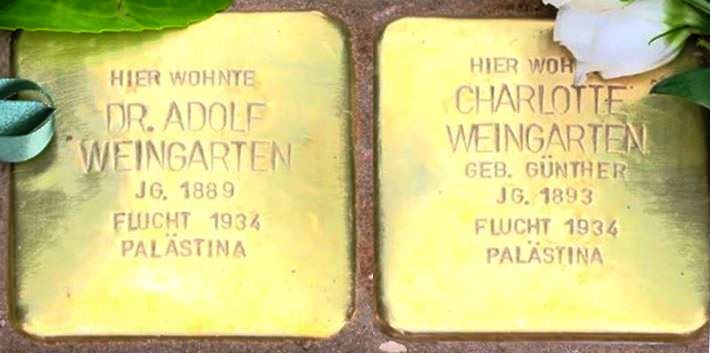 HIER WOHNTE
DR. ADOLF
WEINGARTEN
JG. 1889
FLUCHT 1934
PALÄSTINA
HIER WOH
CHARLOTTE
WEINGARTEN
GEB. GÜNTHER
JG. 1893
FLUCHT 1934
PALÄSTINA